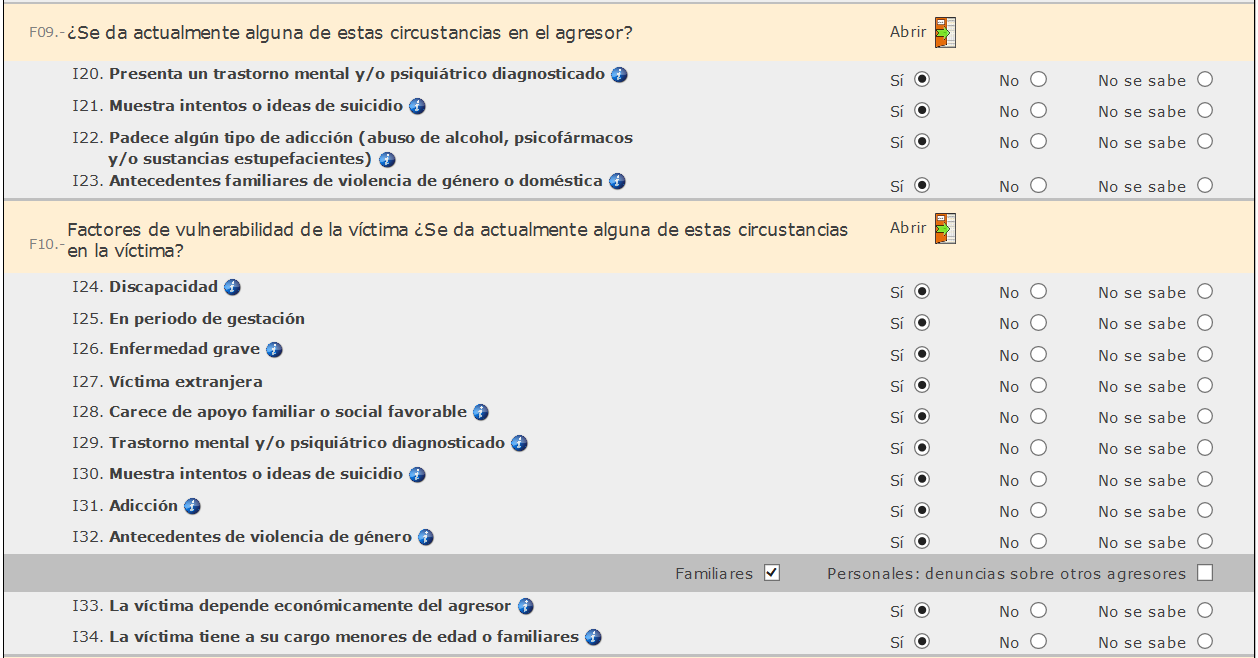 F09.- ¿Se da actualmente alguna de estas circustancias en el agresor? Abrir
I20. Presenta un trastorno mental y/o psiquiátrico diagnosticado Sí No No se sabe
I21. Muestra intentos o ideas de suicidio Sí No No se sabe
I22. Padece algún tipo de adicción (abuso de alcohol, psicofármacos Sí No No se sabe
y/o sustancias estupefacientes)
I23. Antecedentes familiares de violencia de género o doméstica Sí No No se sabe
F10.- Factores de vulnerabilidad de la víctima ¿Se da actualmente alguna de estas circustancias Abrir
en la víctima?
I24. Discapacidad Sí No No se sabe
I25. En periodo de gestación Sí No No se sabe
I26. Enfermedad grave Sí No No se sabe
I27. Víctima extranjera Sí No No se sabe
I28. Carece de apoyo familiar o social favorable Sí No No se sabe
I29. Trastorno mental y/o psiquiátrico diagnosticado Sí No No se sabe
I30. Muestra intentos o ideas de suicidio Sí No No se sabe
I31. Adicción Sí No No se sabe
I32. Antecedentes de violencia de género Sí No No se sabe
Familiares Personales: denuncias sobre otros agresores
I33. La víctima depende económicamente del agresor Sí No No se sabe
I34. La víctima tiene a su cargo menores de edad o familiares Sí No No se sabe